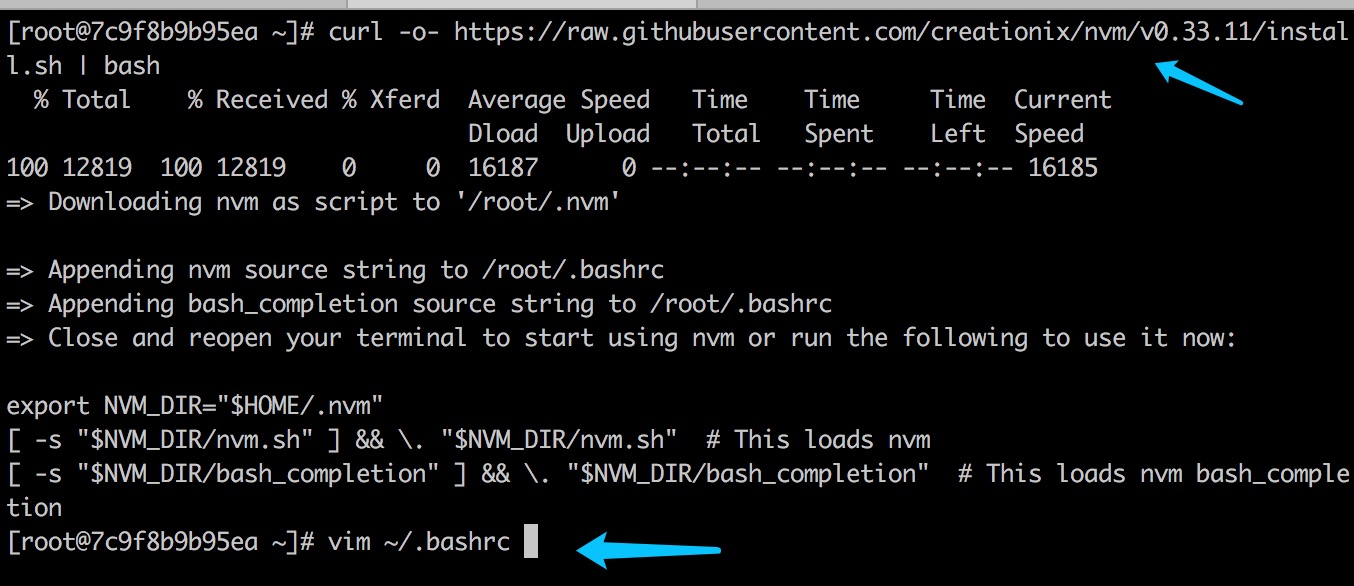 [root@7c9f8b9b95ea ~]# curl -o- https://raw.githubusercontent.com/creationix/nvm/v0.33.11/instal
l.sh | bash
  % Total    % Received % Xferd  Average Speed   Time    Time     Time  Current
                                 Dload  Upload   Total   Spent    Left  Speed
100 12819  100 12819    0     0  16187      0 --:--:-- --:--:-- --:--:-- 16185
=> Downloading nvm as script to '/root/.nvm'

=> Appending nvm source string to /root/.bashrc
=> Appending bash_completion source string to /root/.bashrc
=> Close and reopen your terminal to start using nvm or run the following to use it now:

export NVM_DIR="$HOME/.nvm"
[ -s "$NVM_DIR/nvm.sh" ] && \. "$NVM_DIR/nvm.sh"  # This loads nvm
[ -s "$NVM_DIR/bash_completion" ] && \. "$NVM_DIR/bash_completion"  # This loads nvm bash_comple
tion
[root@7c9f8b9b95ea ~]# vim ~/.bashrc